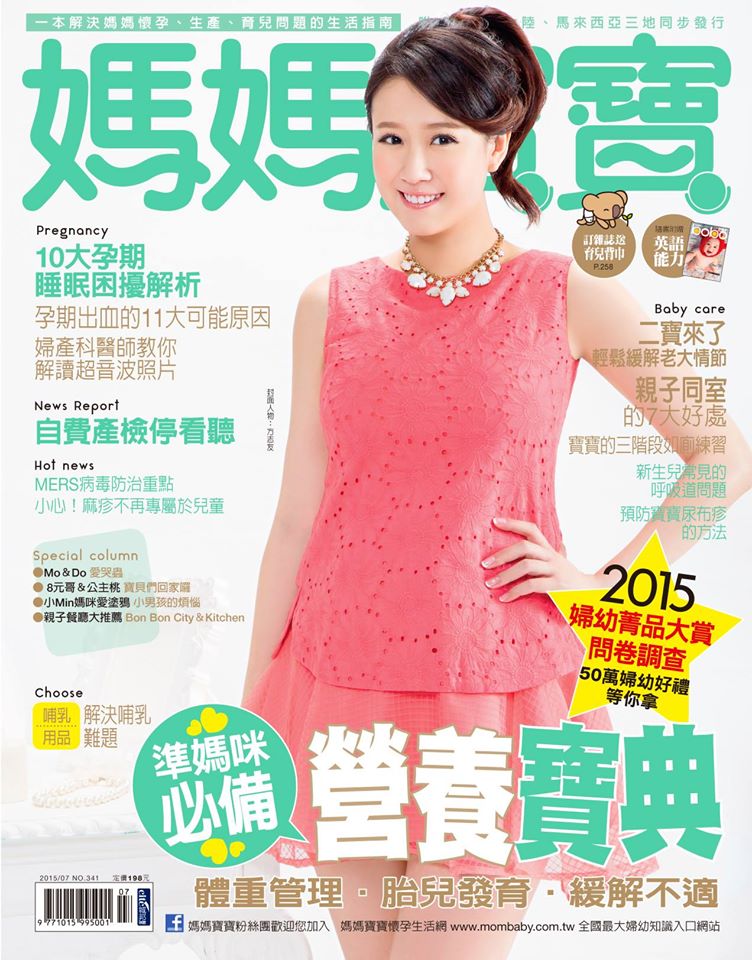 一本解決媽媽懷孕、生產、育兒問題的生活指南
陸、馬來西亞三地同步發行
媽媽寶寶
Pregnancy
10大孕期
睡眠困擾解析
孕期出血的11大可能原因
婦產科醫師教你
解讀超音波照片
News Report
自費產檢停看聽
Hot news
MERS病毒防治重點
小心！麻疹不再專屬於兒童
Special column
●Mo & Do 愛哭蟲
●8元哥&公主桃 寶貝們回家囉
●小Min媽咪愛塗鴉 小男孩的煩惱
●親子餐廳大推薦 Bon Bon City & Kitchen
Choose
哺乳
用品
解決哺乳
難題
封面人物：方志友
訂雜誌送
育兒背巾
P.258
隨書附贈
英語
能力
Baby care
二寶來了
輕鬆緩解老大情節
親子同室
的7大好處
寶寶的三階段如廁練習
新生兒常見的
呼吸道問題
預防寶寶尿布疹
的方法
2015
婦幼菁品大賞
問卷調查
50萬婦幼好禮
等你拿
準媽咪
必備
營養寶典
體重管理・胎兒發育・緩解不適
2015/07 NO.341 定價198元
07
9 771015 995001
媽媽寶寶粉絲團歡迎您加入 媽媽寶寶懷孕生活網 www.mombaby.com.tw 全國最大婦幼知識入口網站